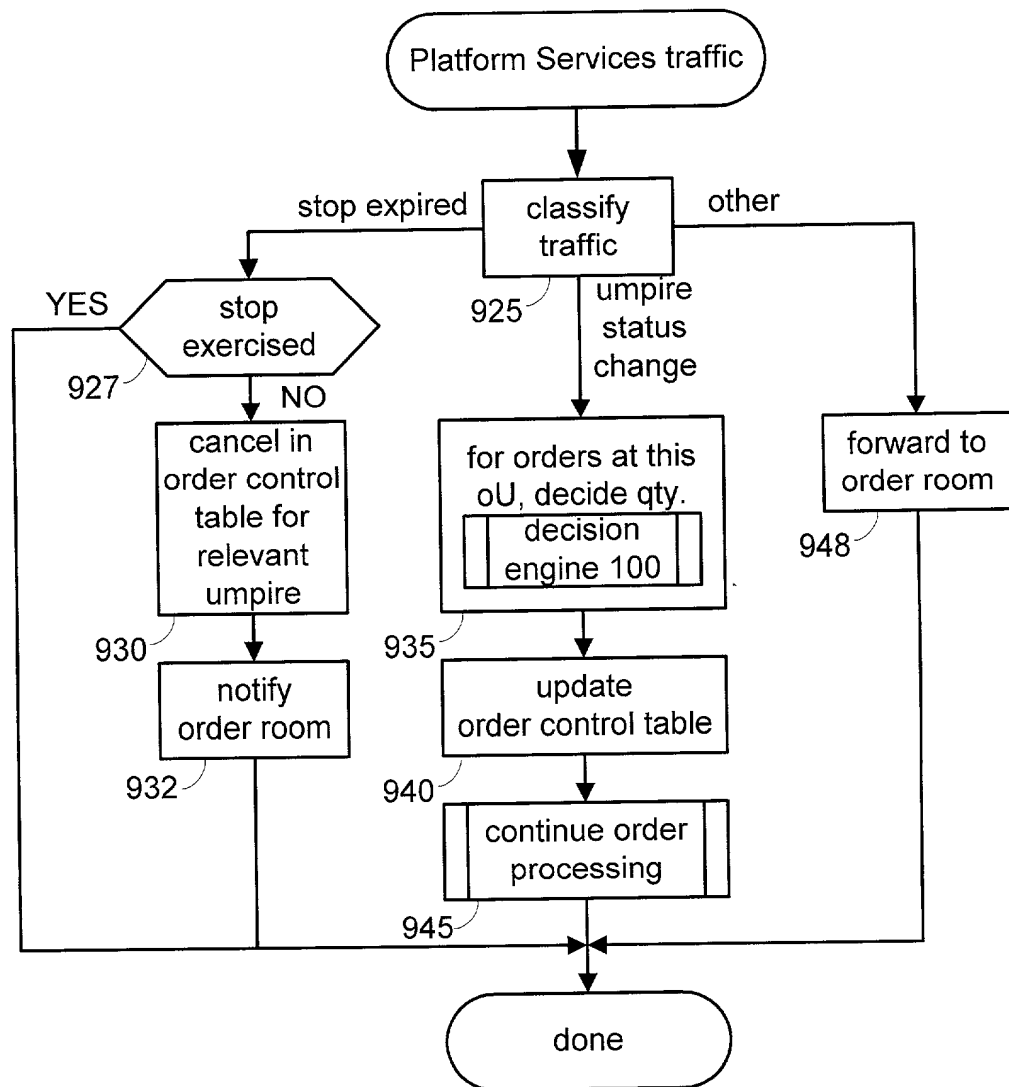 Platform Services traffic
stop expired
classify
traffic
other
925
umpire
status
change
YES
stop
exercised
927
NO
cancel in
order control
table for
relevant
umpire
930
notify
order room
932
for orders at this
oU, decide qty.
decision
engine 100
935
update
order control table
940
continue order
processing
945
forward to
order room
948
done